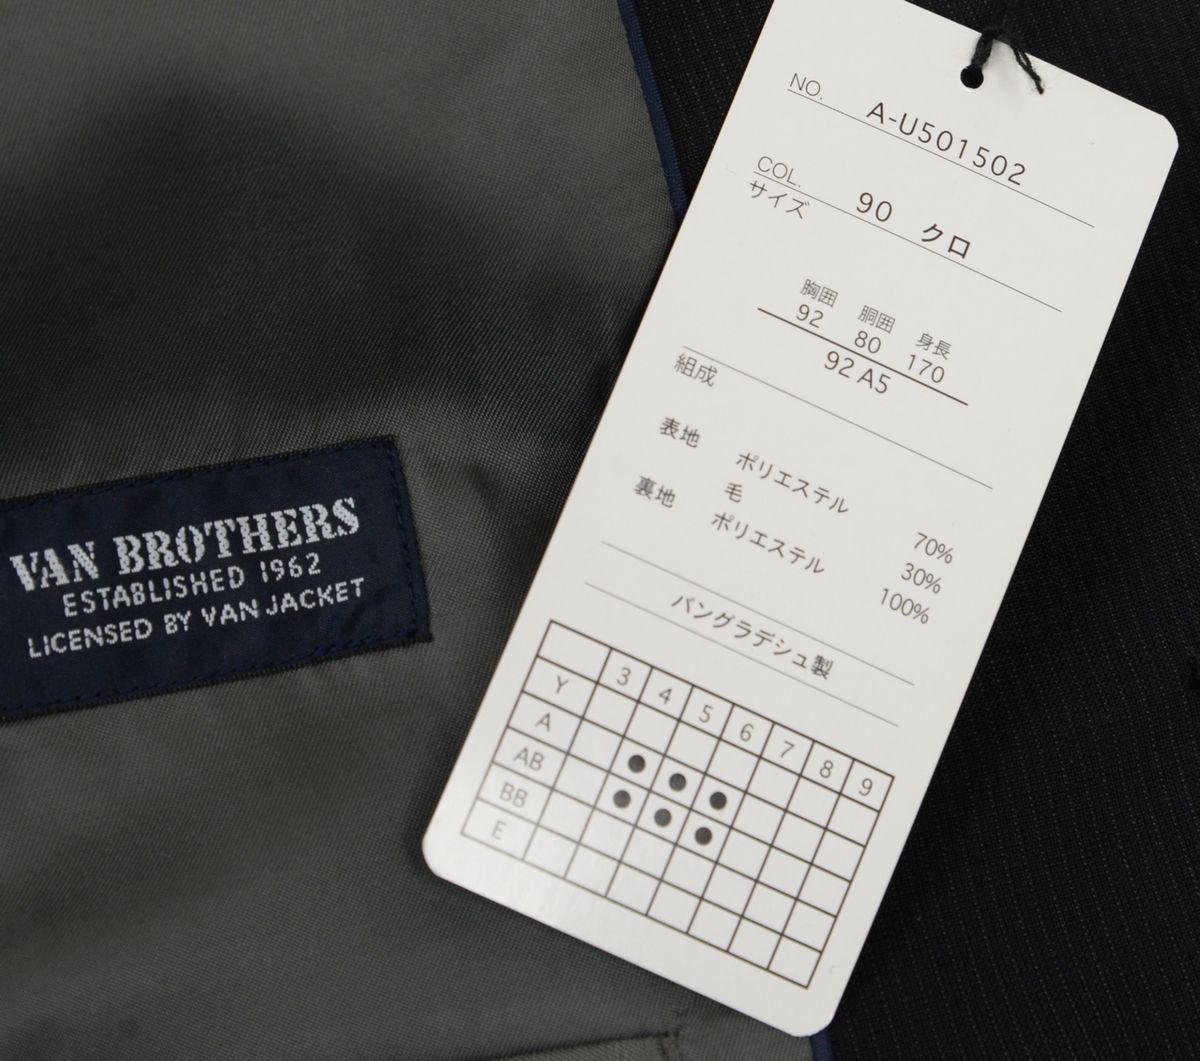 VAN BROTHERS
ESTABLISHED 1962
LICENSED BY VAN JACKET
NO. A-U501502
COL. 90 クロ
サイズ
胸囲 胴囲 身長
92 80 170
92 A5
組成
表地 ポリエステル 70%
毛 30%
裏地 ポリエステル 100%
バングラデシュ製
3 4 5 6 7 8 9
Y
A
AB
BB
E